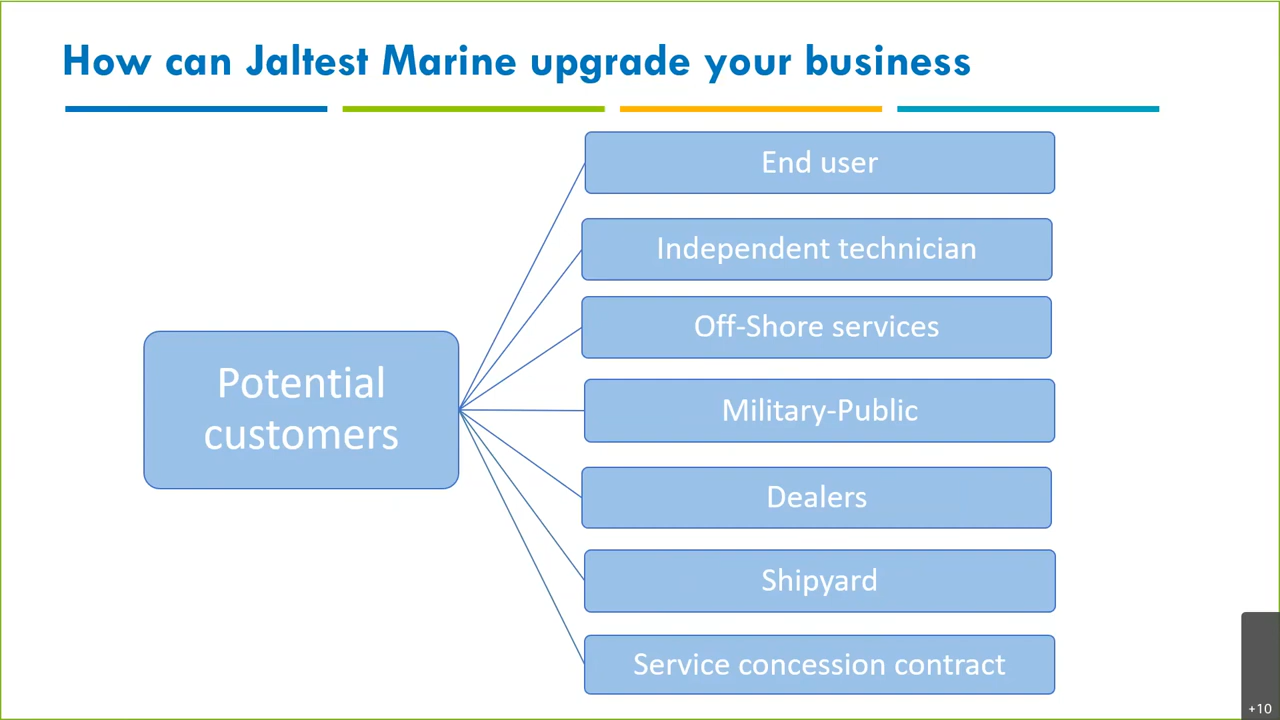 How can Jaltest Marine upgrade your business
End user
Independent technician
Off-Shore services
Potential
customers
Military-Public
Dealers
Shipyard
Service concession contract
+10